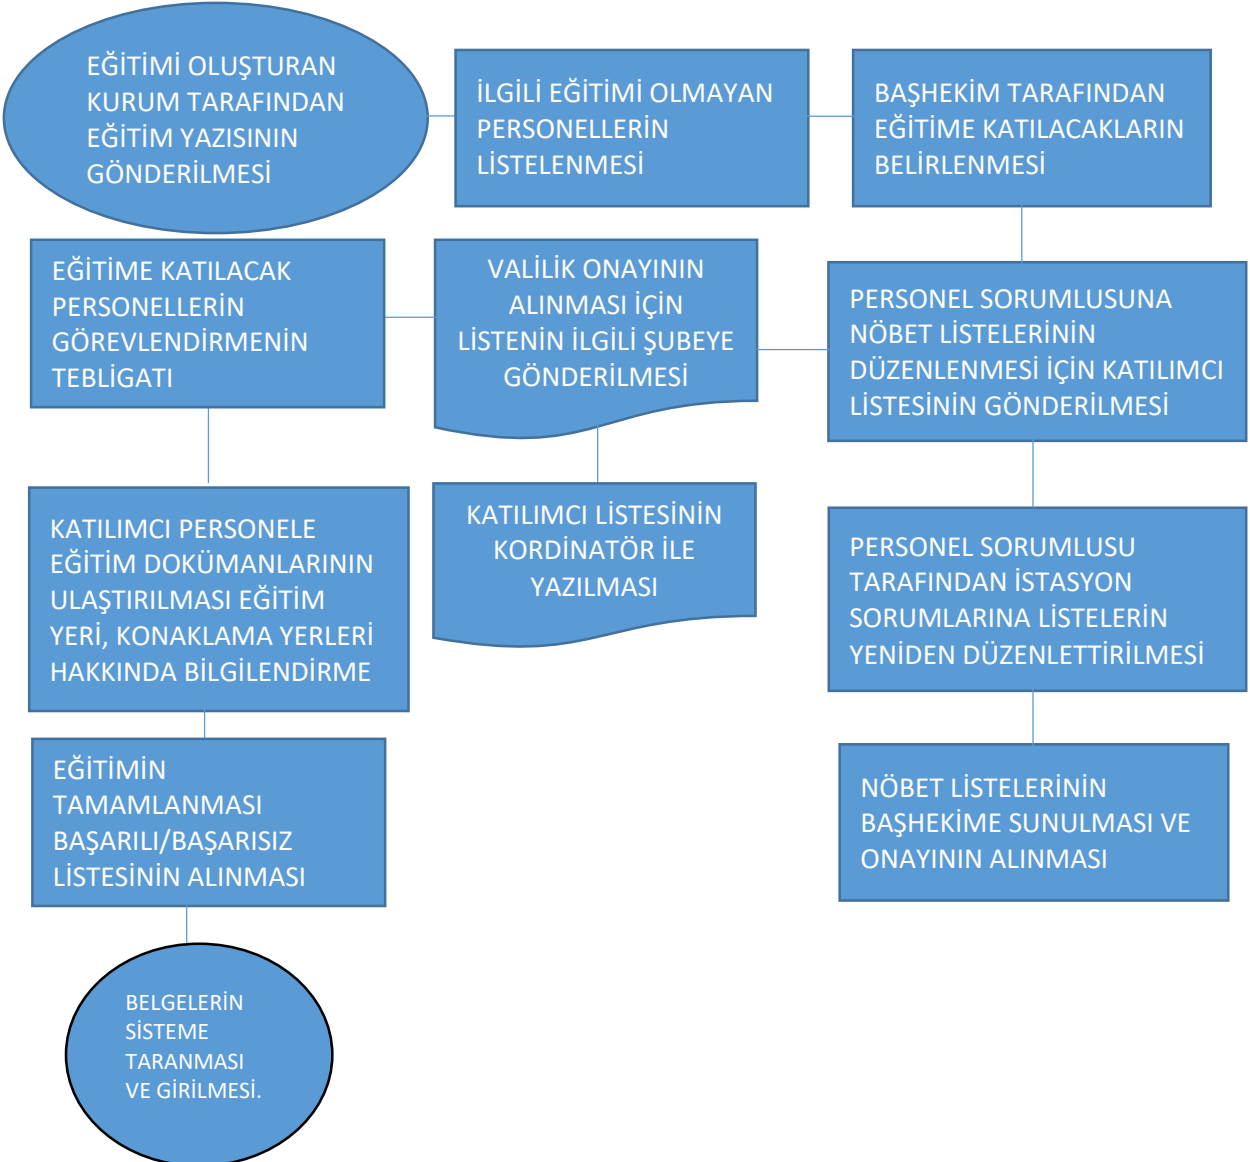 EĞİTİMİ OLUŞTURAN
KURUM TARAFINDAN
EĞİTİM YAZISININ
GÖNDERİLMESİ
İLGİLİ EĞİTİMİ OLMAYAN
PERSONELLERİN
LİSTELENMESİ
BAŞHEKİM TARAFINDAN
EĞİTİME KATILACAKLARIN
BELİRLENMESİ
EĞİTİME KATILACAK
PERSONELLERİN
GÖREVLENDİRMENİN
TEBLİGATI
VALİLİK ONAYININ
ALINMASI İÇİN
LİSTENİN İLGİLİ ŞUBEYE
GÖNDERİLMESİ
PERSONEL SORUMLUSUNA
NÖBET LİSTELERİNİN
DÜZENLENMESİ İÇİN KATILIMCI
LİSTESİNİN GÖNDERİLMESİ
KATILIMCI PERSONELE
EĞİTİM DOKÜMANLARININ
ULAŞTIRILMASI EĞİTİM
YERİ, KONAKLAMA YERLERİ
HAKKINDA BİLGİLENDİRME
KATILIMCI LİSTESİNİN
KORDİNATÖR İLE
YAZILMASI
PERSONEL SORUMLUSU
TARAFINDAN İSTASYON
SORUMLARINA LİSTELERİN
YENİDEN DÜZENLETTİRİLMESİ
EĞİTİMİN
TAMAMLANMASI
BAŞARILI/BAŞARISIZ
LİSTESİNİN ALINMASI
NÖBET LİSTELERİNİN
BAŞHEKİME SUNULMASI VE
ONAYININ ALINMASI
BELGELERİN
SİSTEME
TARANMASI
VE GİRİLMESİ.